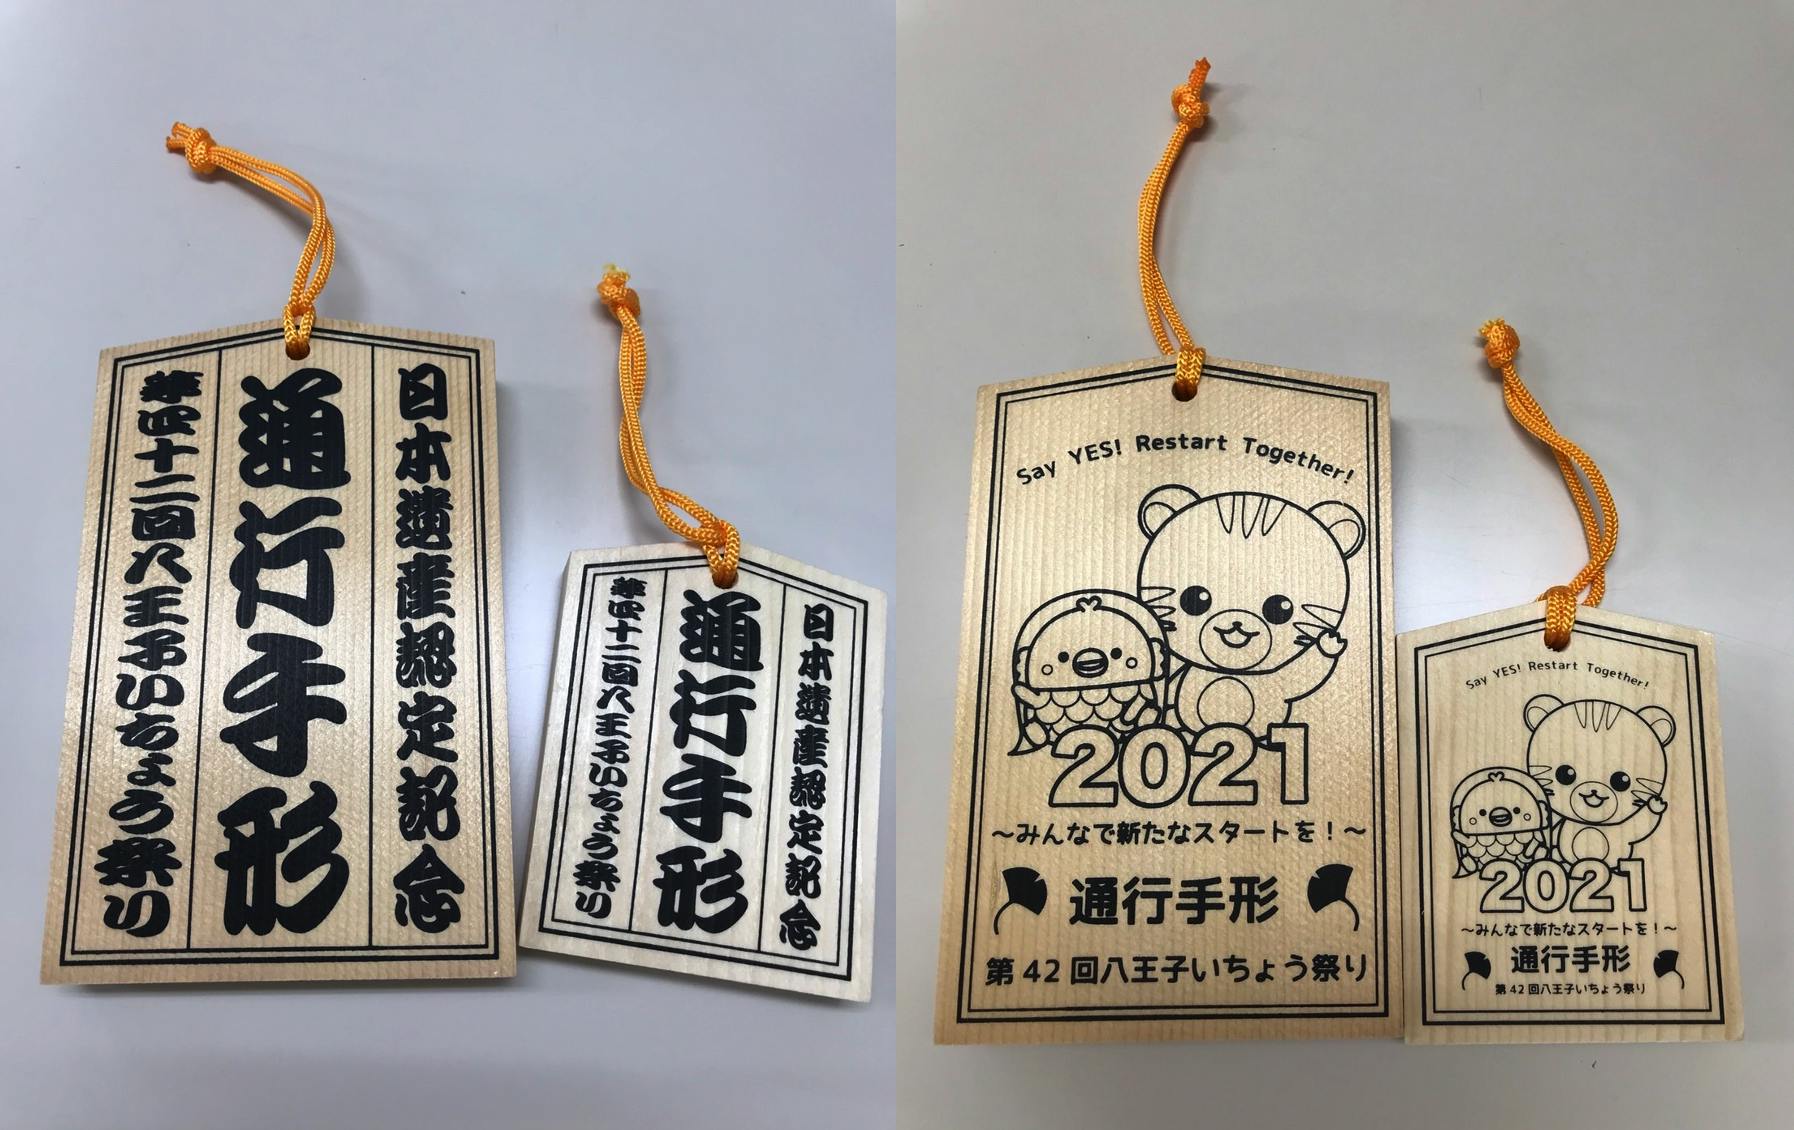 日本遺産認定記念
通行手形
第四十二回八王子いちょう祭り
日本遺産認定記念
通行手形
第四十二回八王子いちょう祭り
Say YES! Restart Together!
2021
～みんなで新たなスタートを！～
通行手形
第42回八王子いちょう祭り
Say YES! Restart Together!
2021
～みんなで新たなスタートを！～
通行手形
第42回八王子いちょう祭り